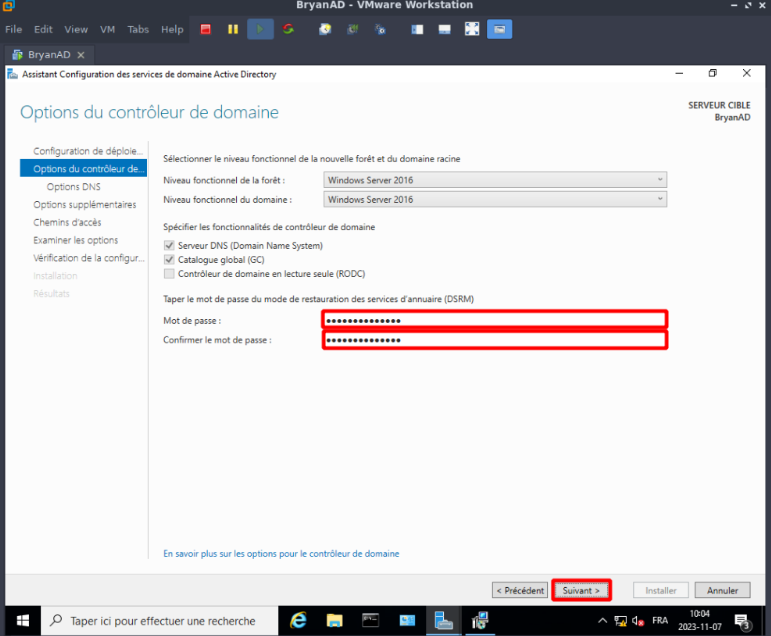 BryanAD - VMware Workstation
File Edit View VM Tabs Help
BryanAD
Assistant Configuration des services de domaine Active Directory
Options du contrôleur de domaine
SERVEUR CIBLE
BryanAD
Configuration de déploie...
Options du contrôleur de...
Options DNS
Options supplémentaires
Chemins d'accès
Examiner les options
Vérification de la configur...
Installation
Résultats
Sélectionner le niveau fonctionnel de la nouvelle forêt et du domaine racine
Niveau fonctionnel de la forêt : Windows Server 2016
Niveau fonctionnel du domaine : Windows Server 2016
Spécifier les fonctionnalités de contrôleur de domaine
Serveur DNS (Domain Name System)
Catalogue global (GC)
Contrôleur de domaine en lecture seule (RODC)
Taper le mot de passe du mode de restauration des services d'annuaire (DSRM)
Mot de passe : ••••••••••••••
Confirmer le mot de passe : ••••••••••••••
En savoir plus sur les options pour le contrôleur de domaine
< Précédent Suivant > Installer Annuler
Taper ici pour effectuer une recherche
FRA
10:04
2023-11-07
3